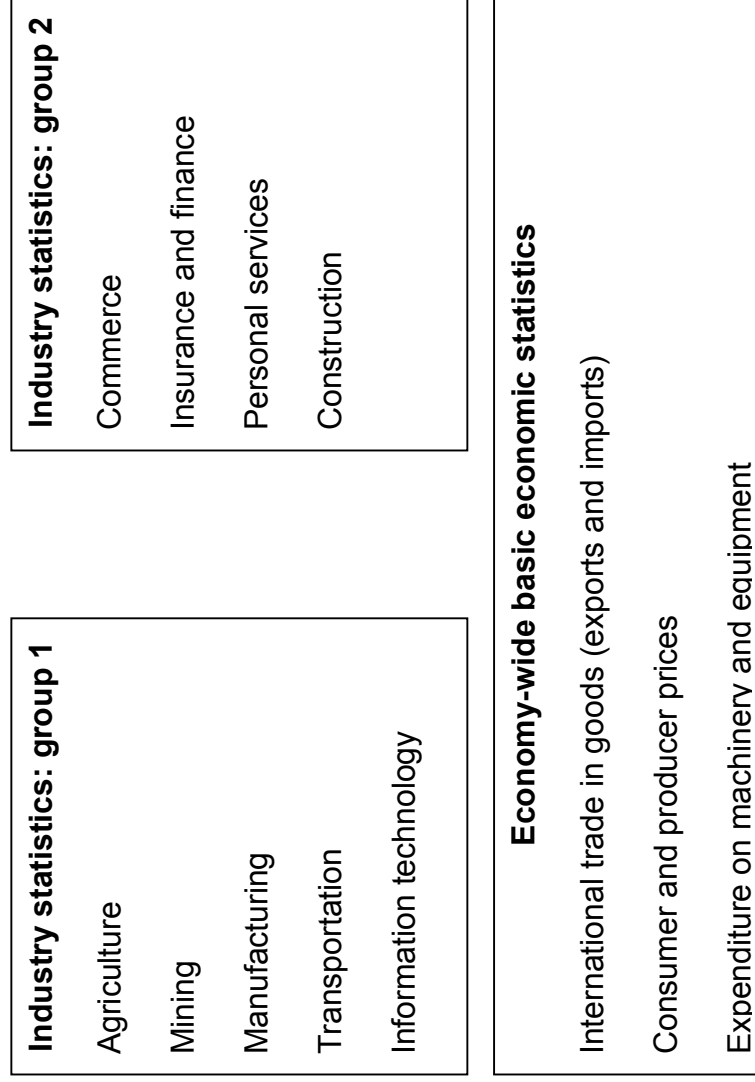 Industry statistics: group 1
Agriculture
Mining
Manufacturing
Transportation
Information technology
Industry statistics: group 2
Commerce
Insurance and finance
Personal services
Construction
Economy-wide basic economic statistics
International trade in goods (exports and imports)
Consumer and producer prices
Expenditure on machinery and equipment